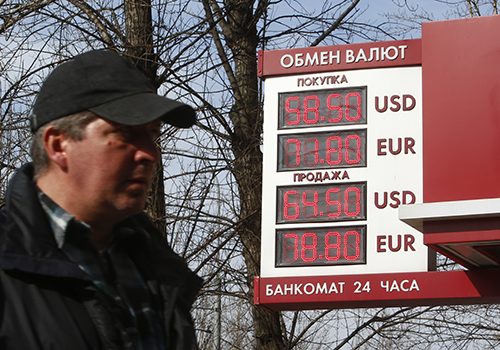 ОБМЕН ВАЛЮТ
ПОКУПКА
58.50 USD
71.80 EUR
ПРОДАЖА
64.50 USD
78.80 EUR
БАНКОМАТ 24 ЧАСА